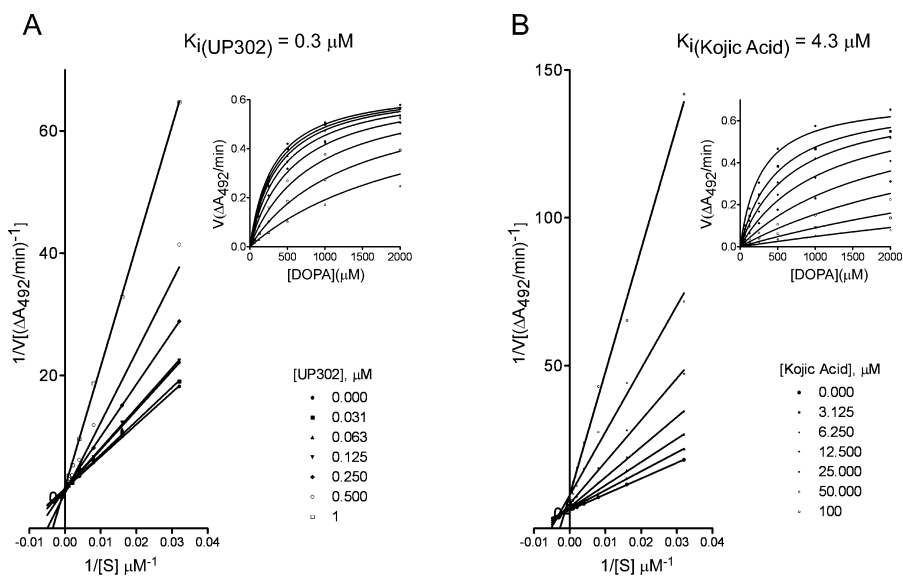 A
Ki(UP302) = 0.3 μM
60
40
20
0
1/V[(ΔA492/min)-1]
-0.01 0.00 0.01 0.02 0.03 0.04
1/[S] μM-1
0.6
0.4
0.2
0.0
V(ΔA492/min)
0 500 1000 1500 2000
[DOPA](μM)
[UP302], μM
0.000
0.031
0.063
0.125
0.250
0.500
1
B
Ki(Kojic Acid) = 4.3 μM
150
100
50
0
1/V[(ΔA492/min)-1]
-0.01 0.00 0.01 0.02 0.03 0.04
1/[S] μM-1
0.6
0.4
0.2
0.0
V(ΔA492/min)
0 500 1000 1500 2000
[DOPA](μM)
[Kojic Acid], μM
0.000
3.125
6.250
12.500
25.000
50.000
100